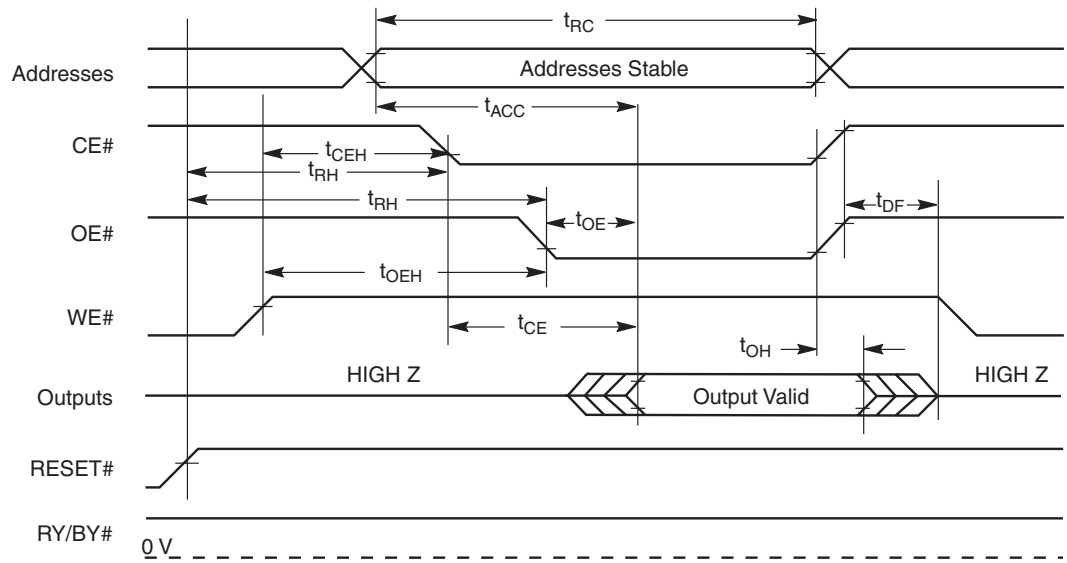 tRC
Addresses
Addresses Stable
tACC
CE#
tCEH
tRH
tRH
OE#
tOE
tDF
tOEH
WE#
tCE
tOH
HIGH Z
HIGH Z
Outputs
Output Valid
RESET#
RY/BY#
0 V